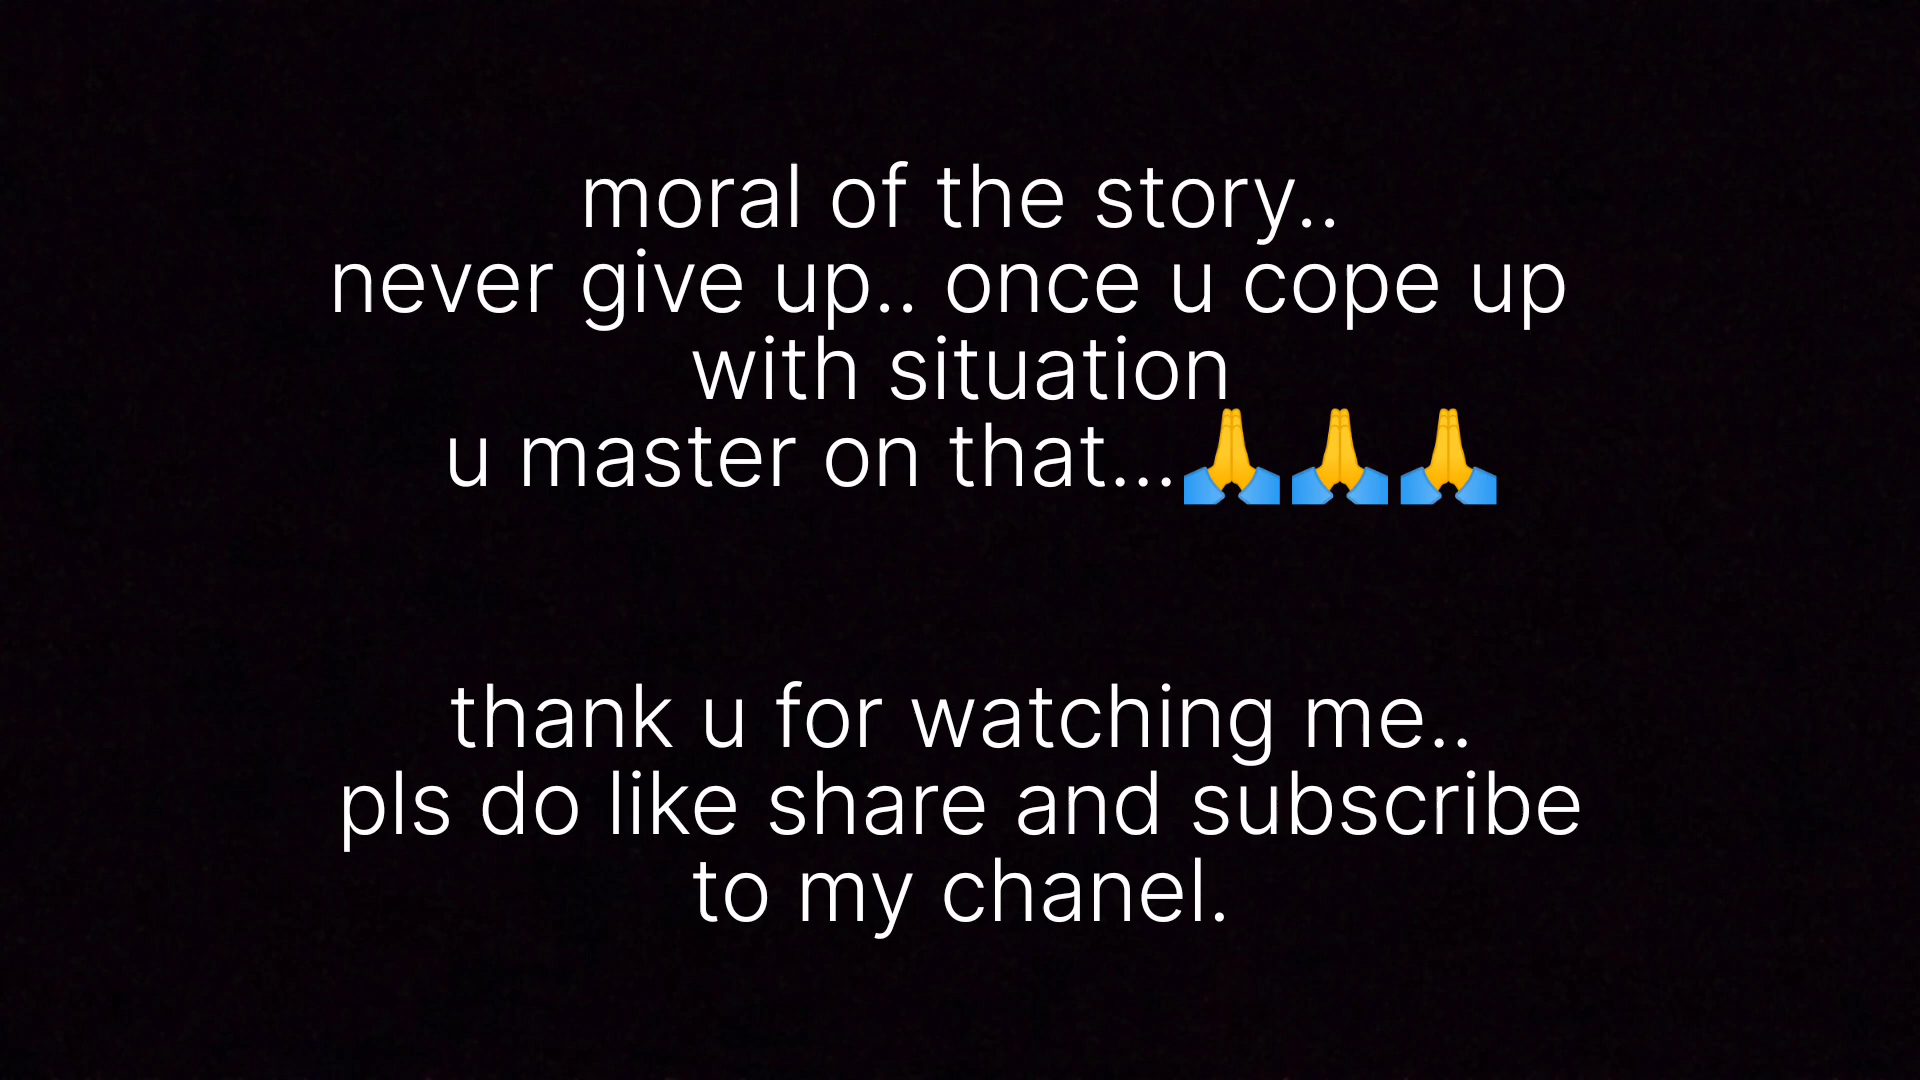 moral of the story..
never give up.. once u cope up
with situation
u master on that...🙏🙏🙏
thank u for watching me..
pls do like share and subscribe
to my chanel.